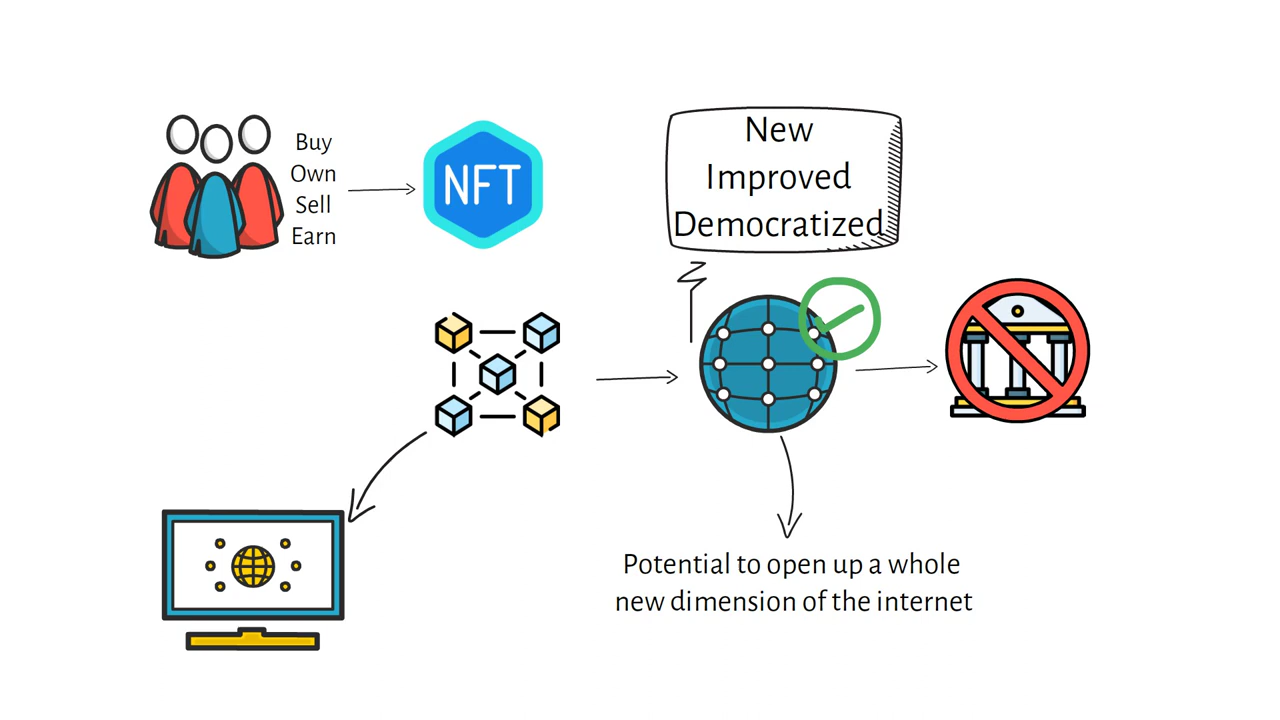 Buy
Own
Sell
Earn
NFT
New
Improved
Democratized
Potential to open up a whole
new dimension of the internet